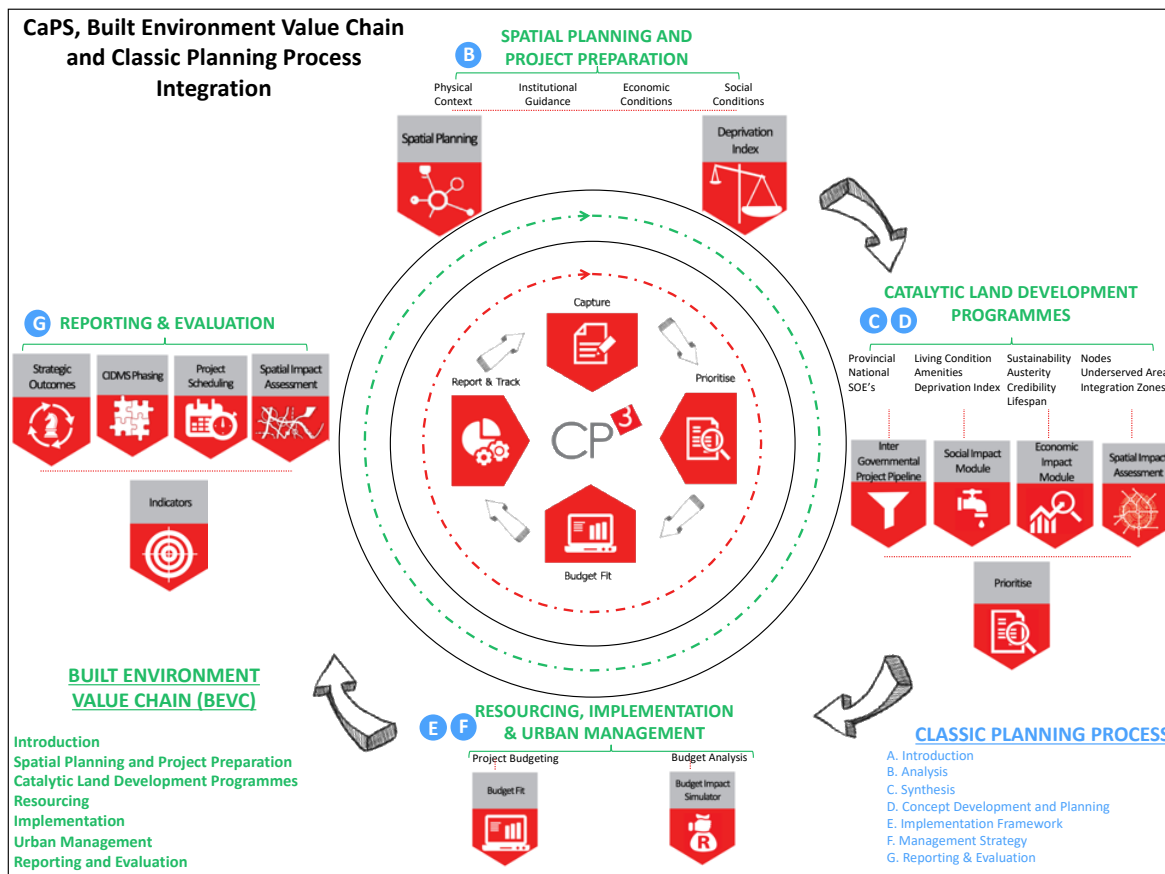 CaPS, Built Environment Value Chain
and Classic Planning Process
Integration
B
SPATIAL PLANNING AND
PROJECT PREPARATION
Physical
Context
Institutional
Guidance
Economic
Conditions
Social
Conditions
Spatial Planning
Deprivation
Index
G
REPORTING & EVALUATION
Strategic
Outcomes
CIDMS Phasing
Project
Scheduling
Spatial Impact
Assessment
Indicators
Capture
Report & Track
Prioritise
CP3
Budget Fit
CATALYTIC LAND DEVELOPMENT
PROGRAMMES
C
D
Provincial
National
SOE's
Living Condition
Amenities
Deprivation Index
Sustainability
Austerity
Credibility
Lifespan
Nodes
Underserved Area
Integration Zones
Inter
Governmental
Project Pipeline
Social Impact
Module
Economic
Impact
Module
Spatial Impact
Assessment
Prioritise
E
F
RESOURCING, IMPLEMENTATION
& URBAN MANAGEMENT
Project Budgeting
Budget Analysis
Budget Fit
Budget Impact
Simulator
R
BUILT ENVIRONMENT
VALUE CHAIN (BEVC)
Introduction
Spatial Planning and Project Preparation
Catalytic Land Development Programmes
Resourcing
Implementation
Urban Management
Reporting and Evaluation
CLASSIC PLANNING PROCESS
A. Introduction
B. Analysis
C. Synthesis
D. Concept Development and Planning
E. Implementation Framework
F. Management Strategy
G. Reporting & Evaluation